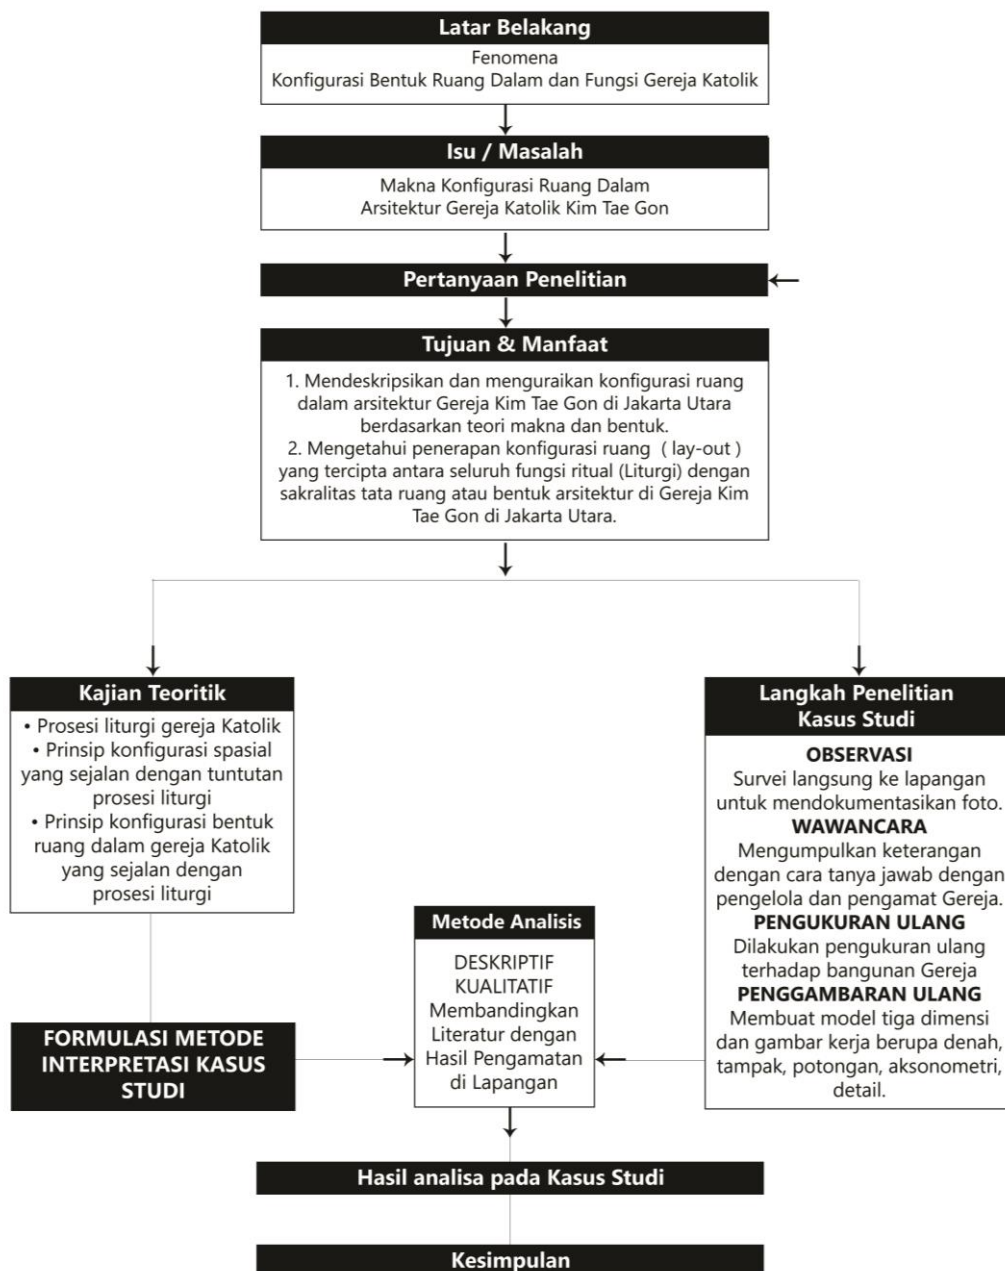 Latar Belakang
Fenomena
Konfigurasi Bentuk Ruang Dalam dan Fungsi Gereja Katolik
Isu / Masalah
Makna Konfigurasi Ruang Dalam
Arsitektur Gereja Katolik Kim Tae Gon
Pertanyaan Penelitian
Tujuan & Manfaat
1. Mendeskripsikan dan menguraikan konfigurasi ruang
dalam arsitektur Gereja Kim Tae Gon di Jakarta Utara
berdasarkan teori makna dan bentuk.
2. Mengetahui penerapan konfigurasi ruang ( lay-out )
yang tercipta antara seluruh fungsi ritual (Liturgi) dengan
sakralitas tata ruang atau bentuk arsitektur di Gereja Kim
Tae Gon di Jakarta Utara.
Kajian Teoritik
• Prosesi liturgi gereja Katolik
• Prinsip konfigurasi spasial
yang sejalan dengan tuntutan
prosesi liturgi
• Prinsip konfigurasi bentuk
ruang dalam gereja Katolik
yang sejalan dengan
prosesi liturgi
FORMULASI METODE
INTERPRETASI KASUS
STUDI
Metode Analisis
DESKRIPTIF
KUALITATIF
Membandingkan
Literatur dengan
Hasil Pengamatan
di Lapangan
Langkah Penelitian
Kasus Studi
OBSERVASI
Survei langsung ke lapangan
untuk mendokumentasikan foto.
WAWANCARA
Mengumpulkan keterangan
dengan cara tanya jawab dengan
pengelola dan pengamat Gereja.
PENGUKURAN ULANG
Dilakukan pengukuran ulang
terhadap bangunan Gereja
PENGGAMBARAN ULANG
Membuat model tiga dimensi
dan gambar kerja berupa denah,
tampak, potongan, aksonometri,
detail.
Hasil analisa pada Kasus Studi
Kesimpulan